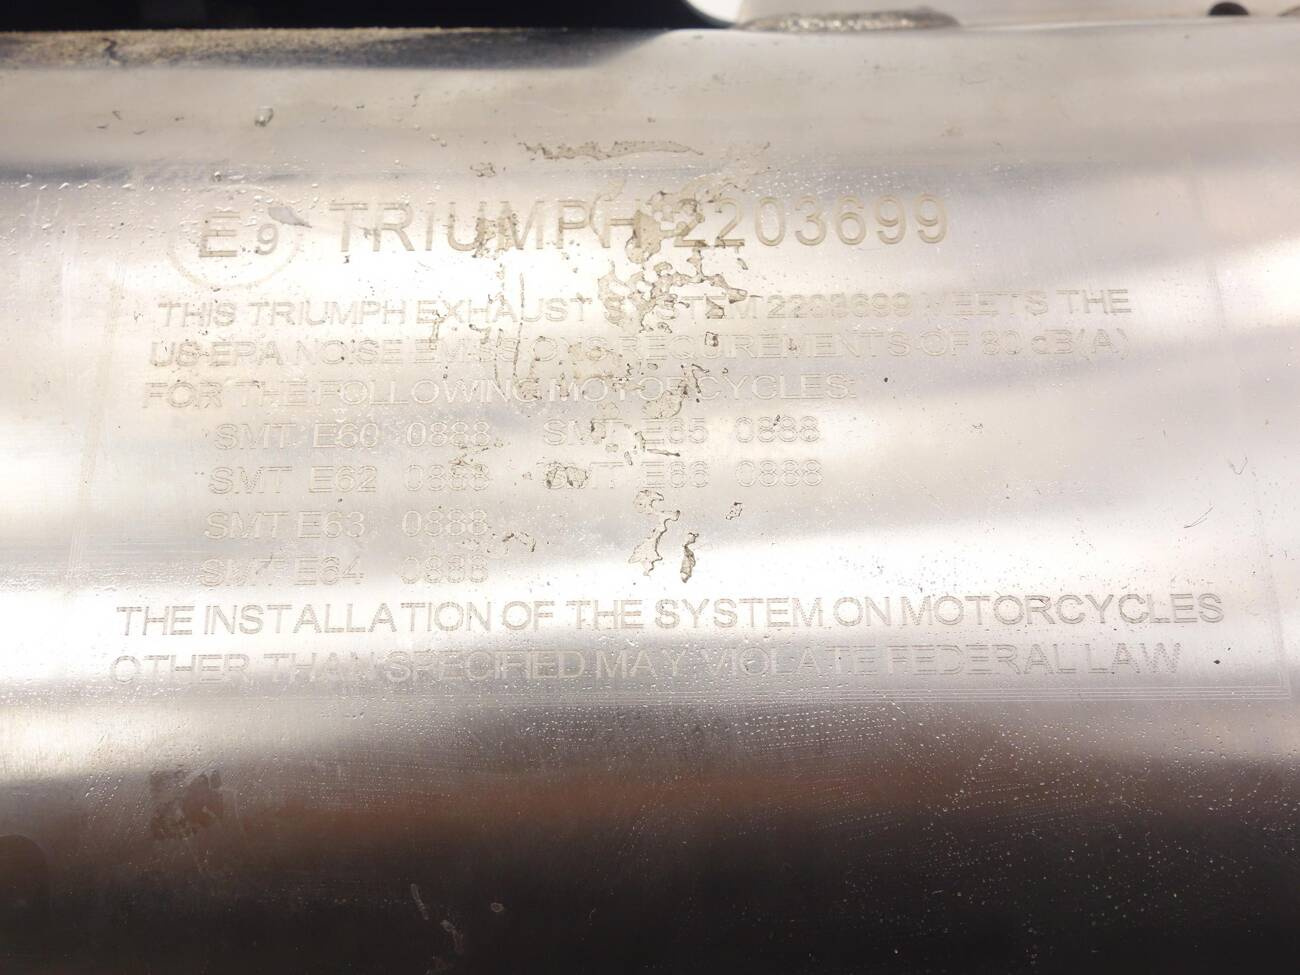 E 9 TRIUMPH 2203699
THIS TRIUMPH EXHAUST SYSTEM 2203699 MEETS THE
US-EPA NOISE EMISSIONS REQUIREMENTS OF 80 dB(A)
FOR THE FOLLOWING MOTORCYCLES:
SMT E60 0888 SMT E65 0888
SMT E62 0888 SMT E66 0888
SMT E63 0888
SMT E64 0888
THE INSTALLATION OF THE SYSTEM ON MOTORCYCLES
OTHER THAN SPECIFIED MAY VIOLATE FEDERAL LAW